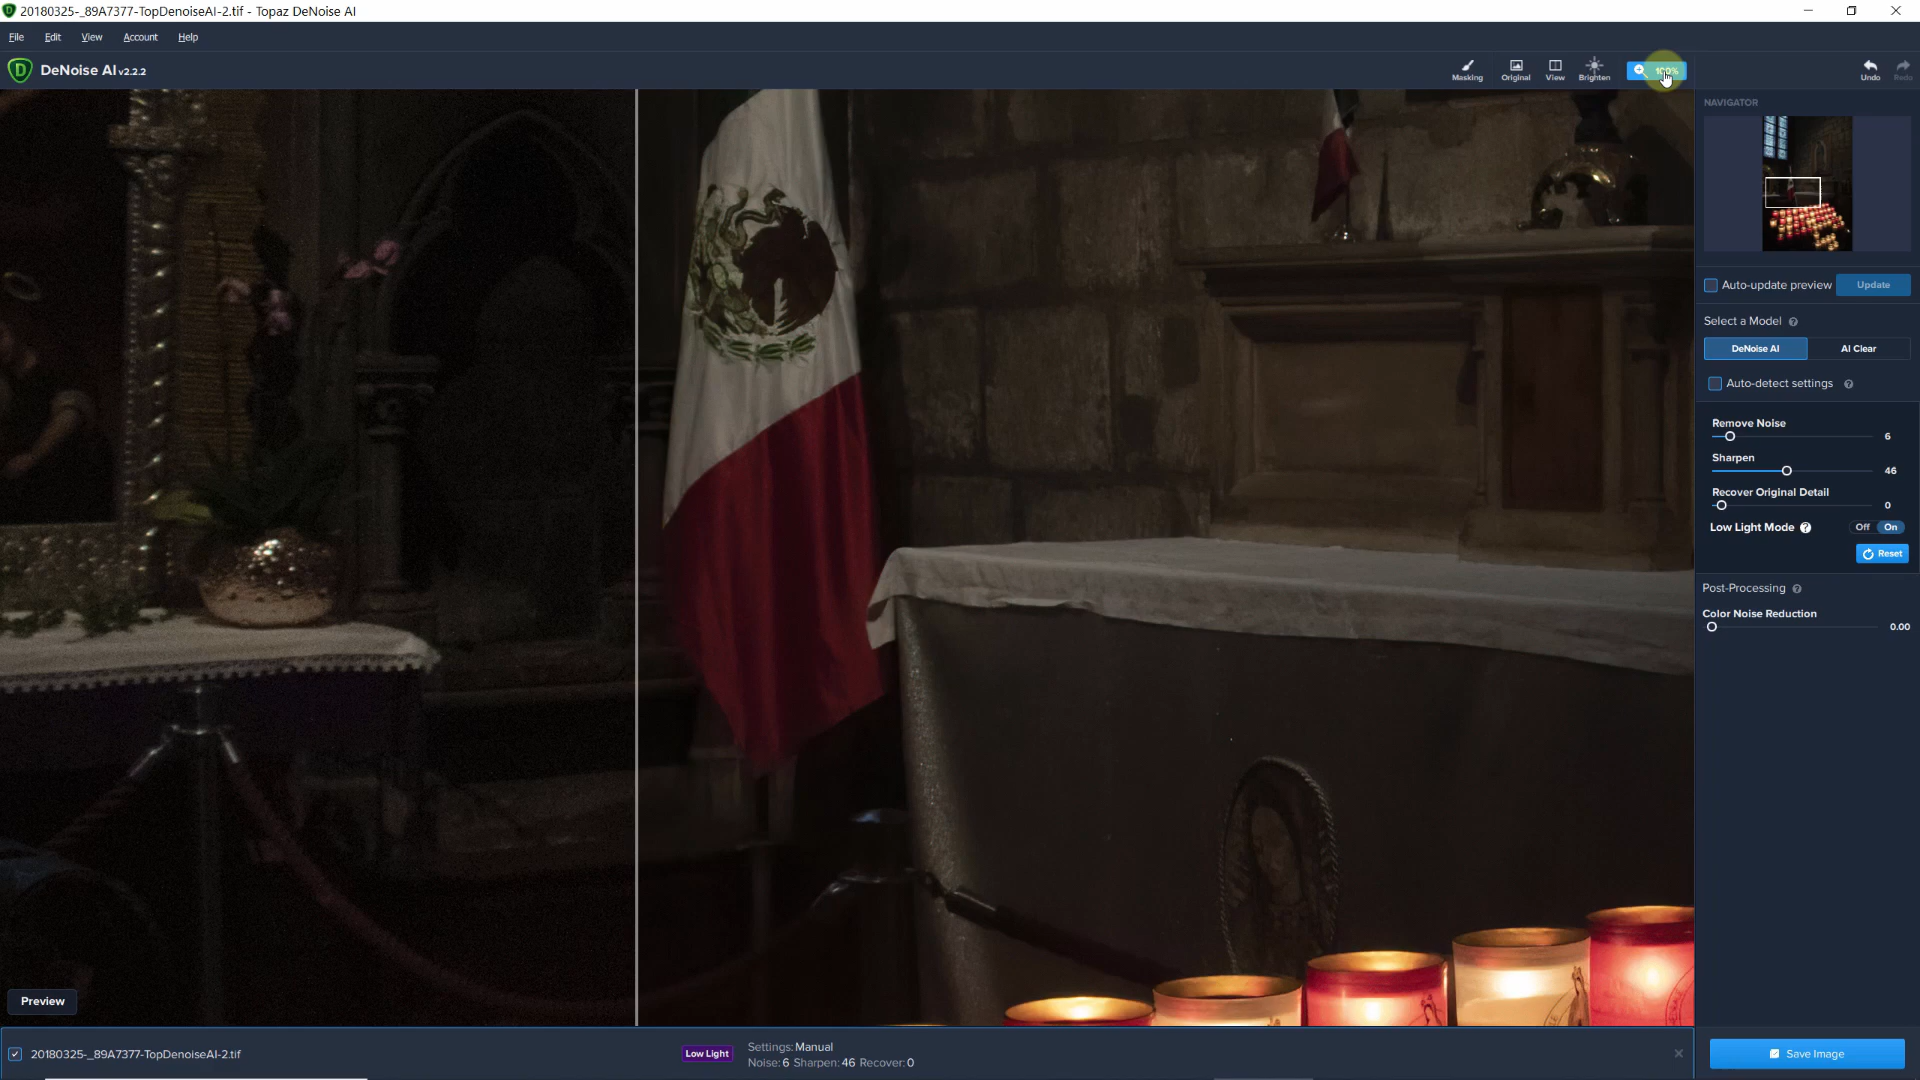 20180325-_89A7377-TopDenoiseAI-2.tif - Topaz DeNoise AI
File Edit View Account Help
DeNoise AI v2.2.2
Masking Original View Brighten 100% Undo Redo
NAVIGATOR
Auto-update preview Update
Select a Model
DeNoise AI AI Clear
Auto-detect settings
Remove Noise
6
Sharpen
46
Recover Original Detail
0
Low Light Mode Off On
Reset
Post-Processing
Color Noise Reduction
0.00
Preview
20180325-_89A7377-TopDenoiseAI-2.tif
Low Light
Settings: Manual
Noise: 6 Sharpen: 46 Recover: 0
Save Image